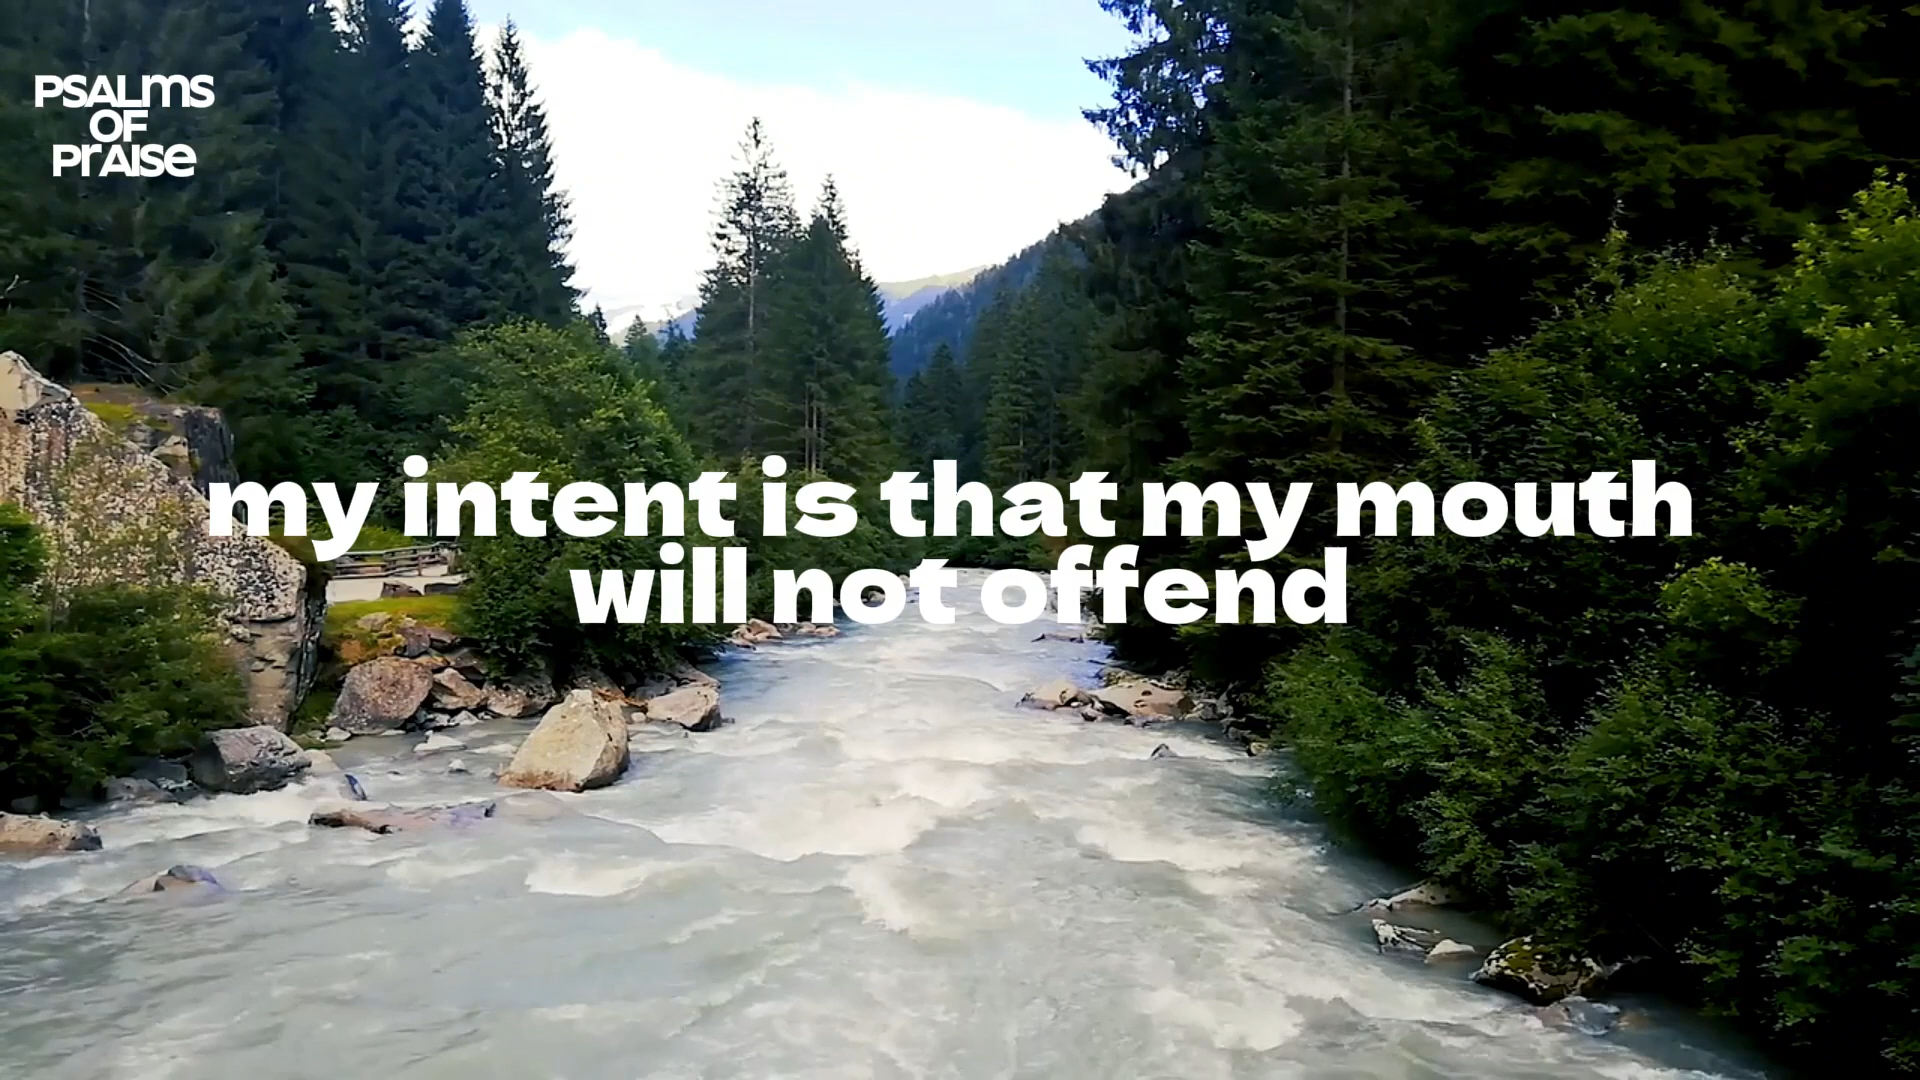 PSALMS
OF
PRAISE
my intent is that my mouth
will not offend